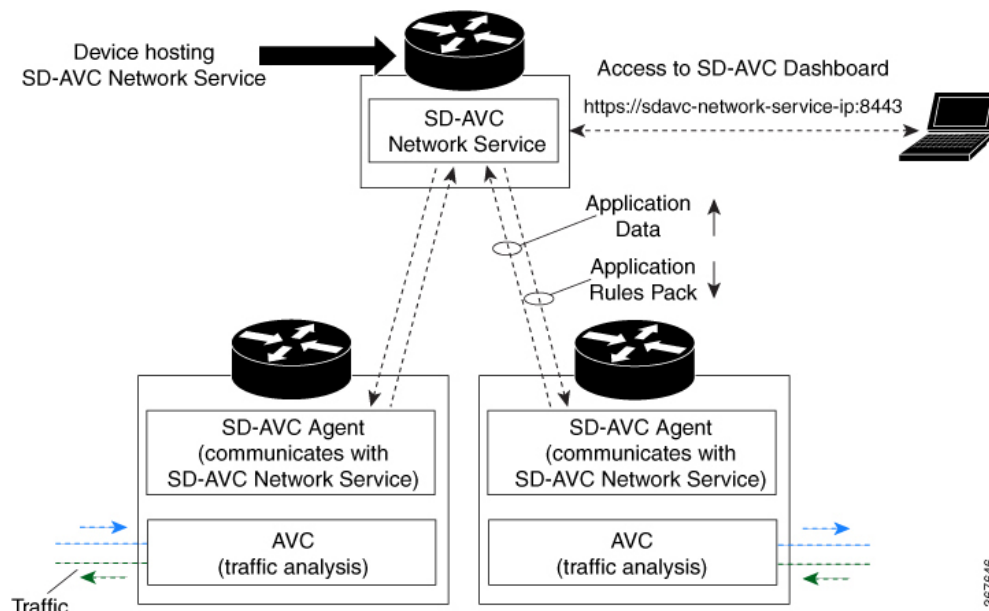 Device hosting
SD-AVC Network Service
Access to SD-AVC Dashboard
https://sdavc-network-service-ip:8443
SD-AVC
Network Service
Application
Data
Application
Rules Pack
SD-AVC Agent
(communicates with
SD-AVC Network Service)
SD-AVC Agent
(communicates with
SD-AVC Network Service)
AVC
(traffic analysis)
AVC
(traffic analysis)
Traffic
367646